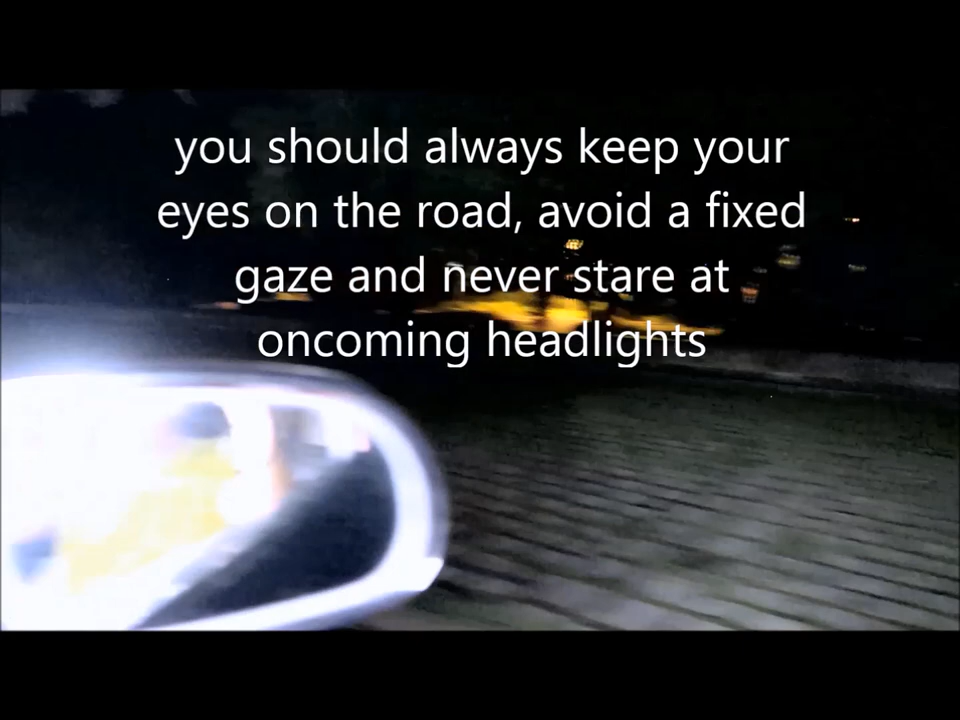 you should always keep your
eyes on the road, avoid a fixed
gaze and never stare at
oncoming headlights